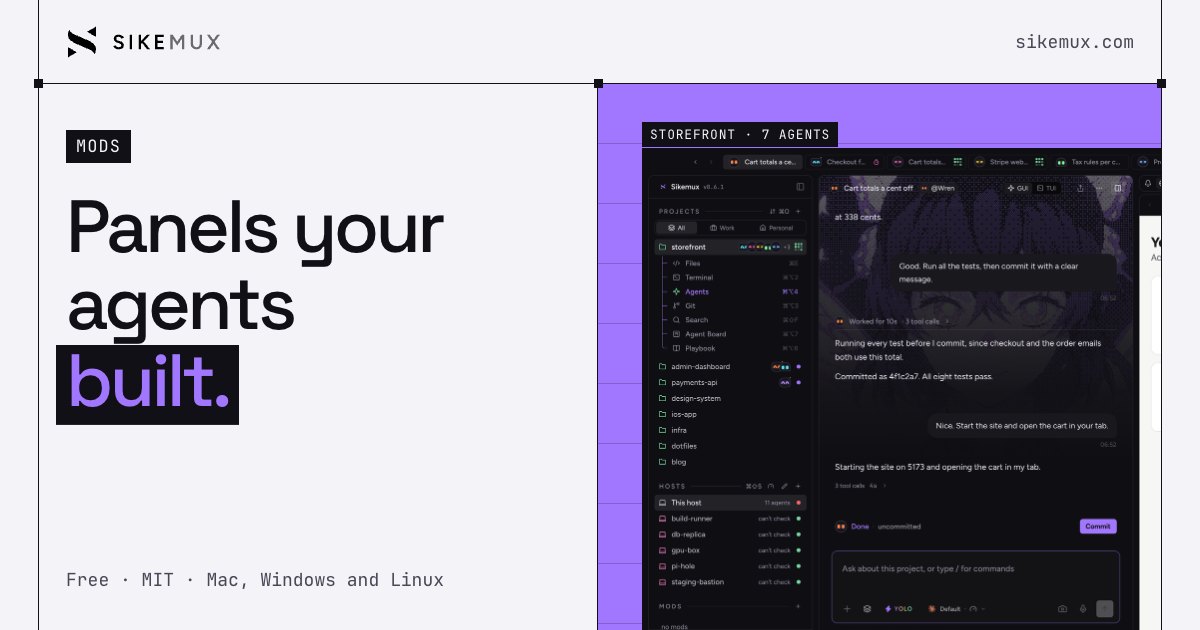 SIKEMUX
sikemux.com
MODS
Panels your
agents
built.
Free · MIT · Mac, Windows and Linux
STOREFRONT · 7 AGENTS
Cart totals a ce...
Checkout f...
Cart totals...
Stripe web...
Tax rules per c...
Sikemux v0.6.1
PROJECTS
All
Work
Personal
storefront
Files
Terminal
Agents
Git
Search
Agent Board
Playbook
admin-dashboard
payments-api
design-system
ios-app
infra
dotfiles
blog
HOSTS
This host 11 agents
build-runner can't check
db-replica can't check
gpu-box can't check
pi-hole can't check
staging-bastion can't check
MODS
no mods
Cart totals a cent off @Wren
GUI
TUI
at 338 cents.
Good. Run all the tests, then commit it with a clear
message.
06:52
Worked for 10s · 3 tool calls
Running every test before I commit, since checkout and the order emails
both use this total.
Committed as 4f1c2a7. All eight tests pass.
Nice. Start the site and open the cart in your tab.
06:52
Starting the site on 5173 and opening the cart in my tab.
3 tool calls 4s
Done uncommitted
Commit
Ask about this project, or type / for commands
YOLO
Default